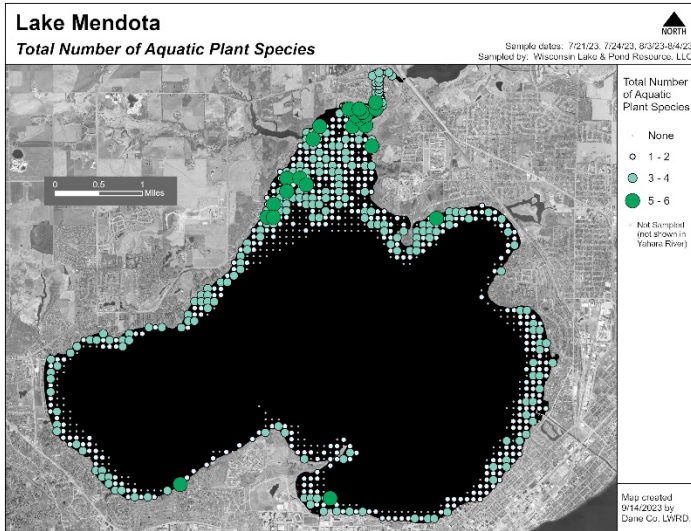 Lake Mendota
Total Number of Aquatic Plant Species
NORTH
Sample dates: 7/21/23, 7/24/23, 8/3/23-8/4/23
Sampled by: Wisconsin Lake & Pond Resource, LLC
Total Number
of Aquatic
Plant Species
None
1 - 2
3 - 4
5 - 6
Not Sampled
(not shown in
Yahara River)
0 0.5 1
Miles
Map created
9/14/2023 by
Dane Co. LWRD.